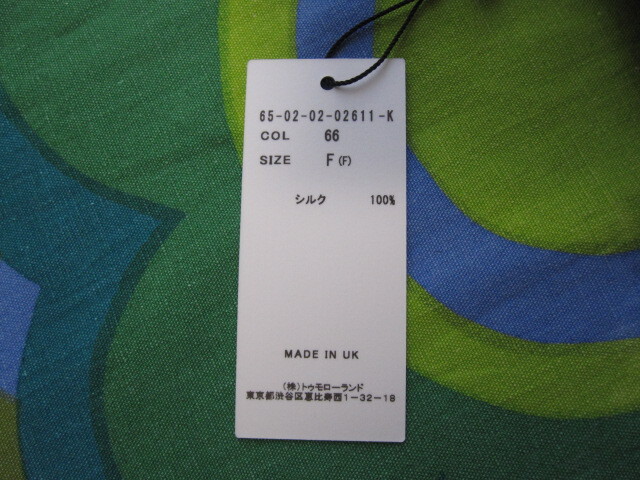 65-02-02-02611-K
COL 66
SIZE F (F)
シルク 100%
MADE IN UK
(株)トゥモローランド
東京都渋谷区恵比寿西1-32-18